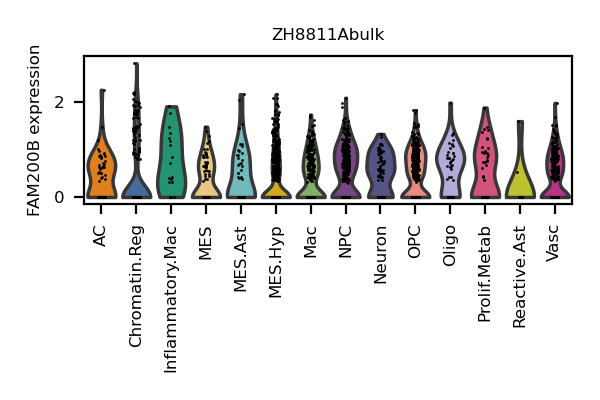 ZH8811Abulk
FAM200B expression
2
0
AC
Chromatin.Reg
Inflammatory.Mac
MES
MES.Ast
MES.Hyp
Mac
NPC
Neuron
OPC
Oligo
Prolif.Metab
Reactive.Ast
Vasc